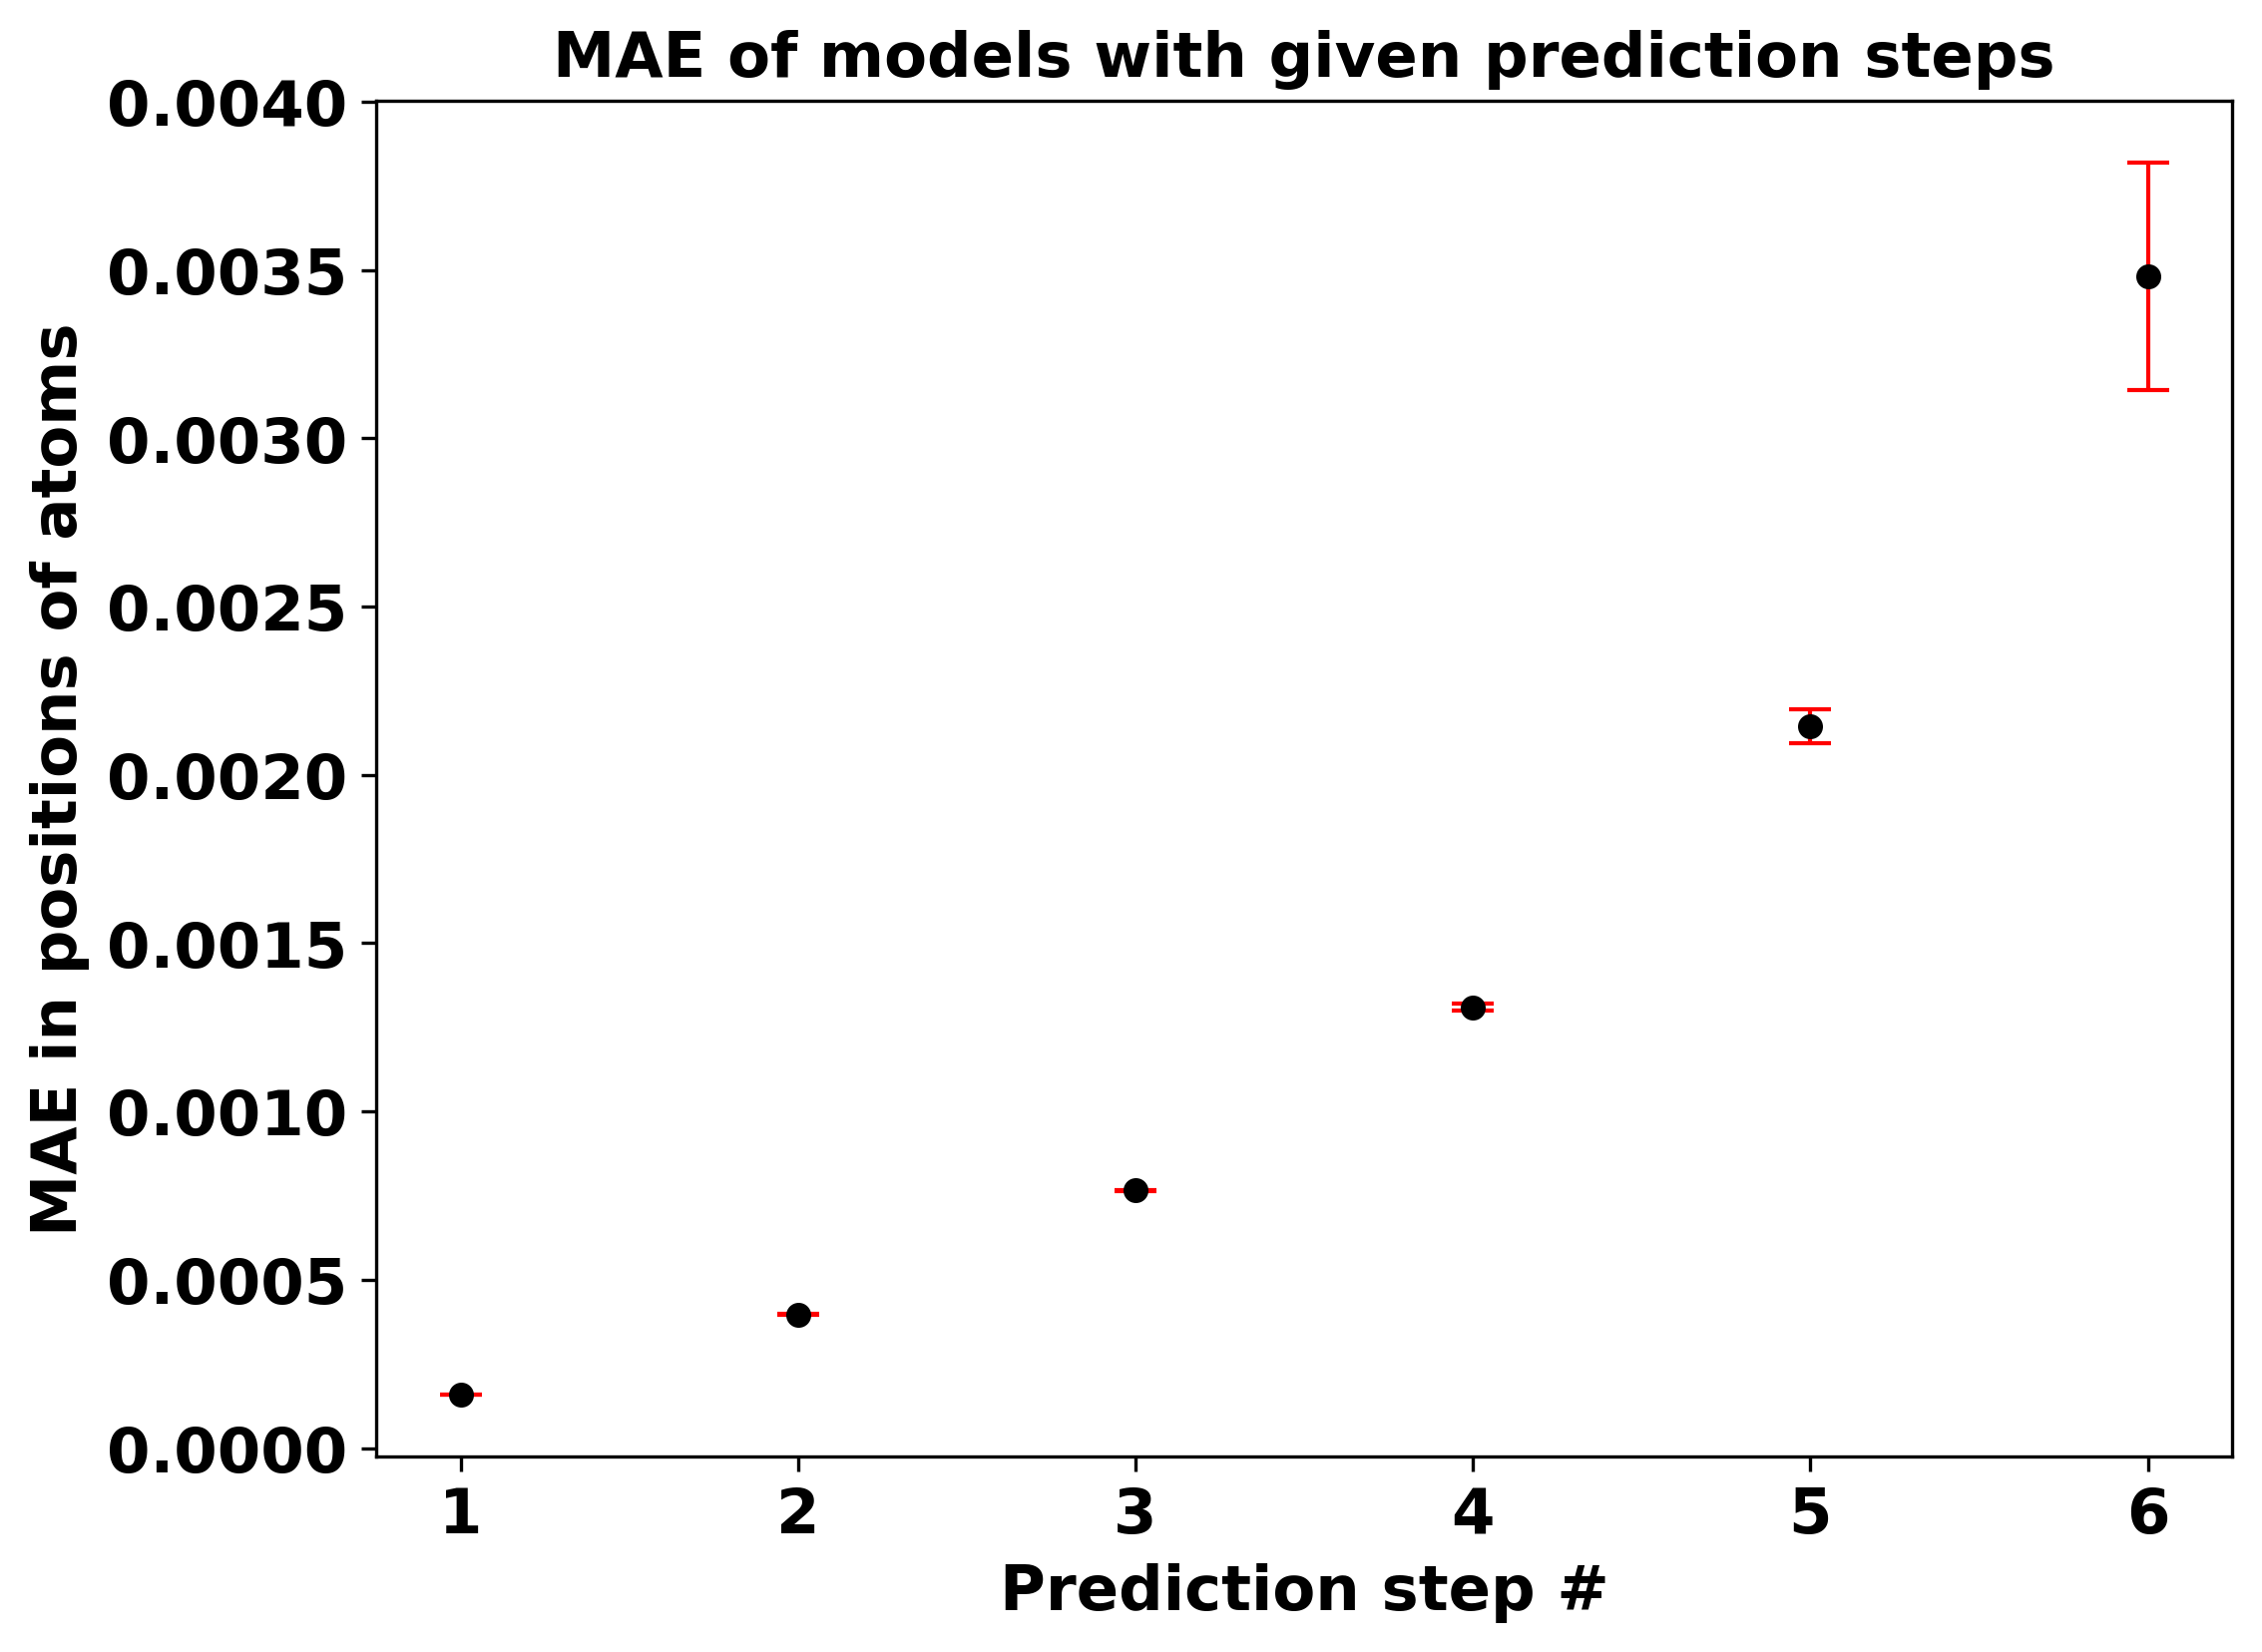 MAE of models with given prediction steps
0.0040
0.0035
0.0030
0.0025
0.0020
0.0015
0.0010
0.0005
0.0000
MAE in positions of atoms
1 2 3 4 5 6
Prediction step #